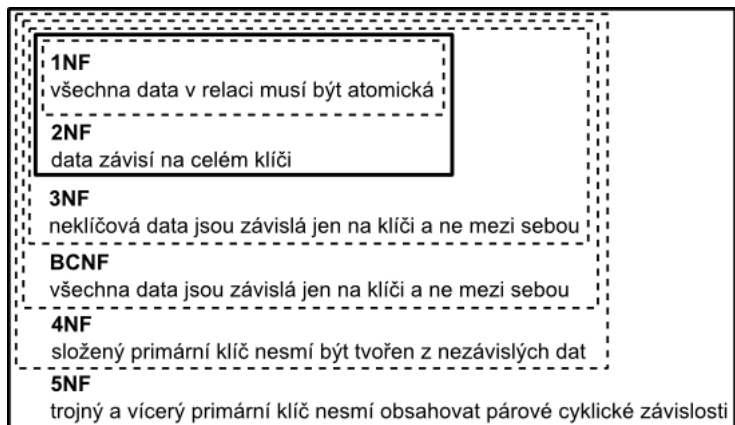 1NF
všechna data v relaci musí být atomická
2NF
data závisí na celém klíči
3NF
neklíčová data jsou závislá jen na klíči a ne mezi sebou
BCNF
všechna data jsou závislá jen na klíči a ne mezi sebou
4NF
složený primární klíč nesmí být tvořen z nezávislých dat
5NF
trojný a vícerý primární klíč nesmí obsahovat párové cyklické závislosti